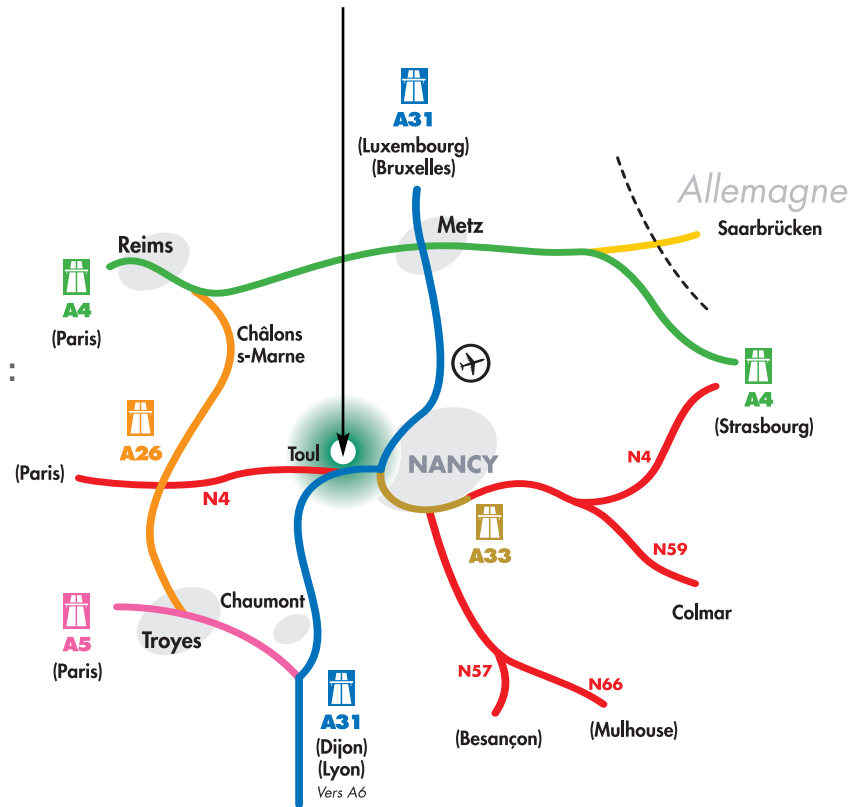 A31
(Luxembourg)
(Bruxelles)
Allemagne
Saarbrücken
Metz
Reims
A4
(Paris)
Châlons
s-Marne
:
A4
(Strasbourg)
A26
Toul
NANCY
(Paris)
N4
N4
A33
N59
Colmar
Chaumont
A5
(Paris)
Troyes
N57
N66
(Besançon)
(Mulhouse)
A31
(Dijon)
(Lyon)
Vers A6